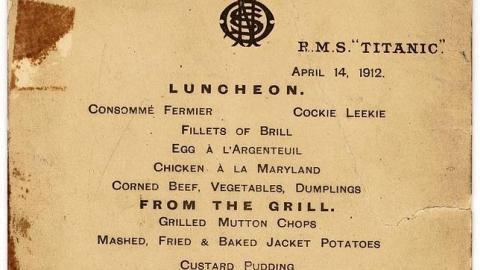 R.M.S. "TITANIC."
APRIL 14, 1912.
LUNCHEON.
CONSOMMÉ FERMIER COCKIE LEEKIE
FILLETS OF BRILL
EGG À L'ARGENTEUIL
CHICKEN À LA MARYLAND
CORNED BEEF, VEGETABLES, DUMPLINGS
FROM THE GRILL.
GRILLED MUTTON CHOPS
MASHED, FRIED & BAKED JACKET POTATOES
CUSTARD PUDDING